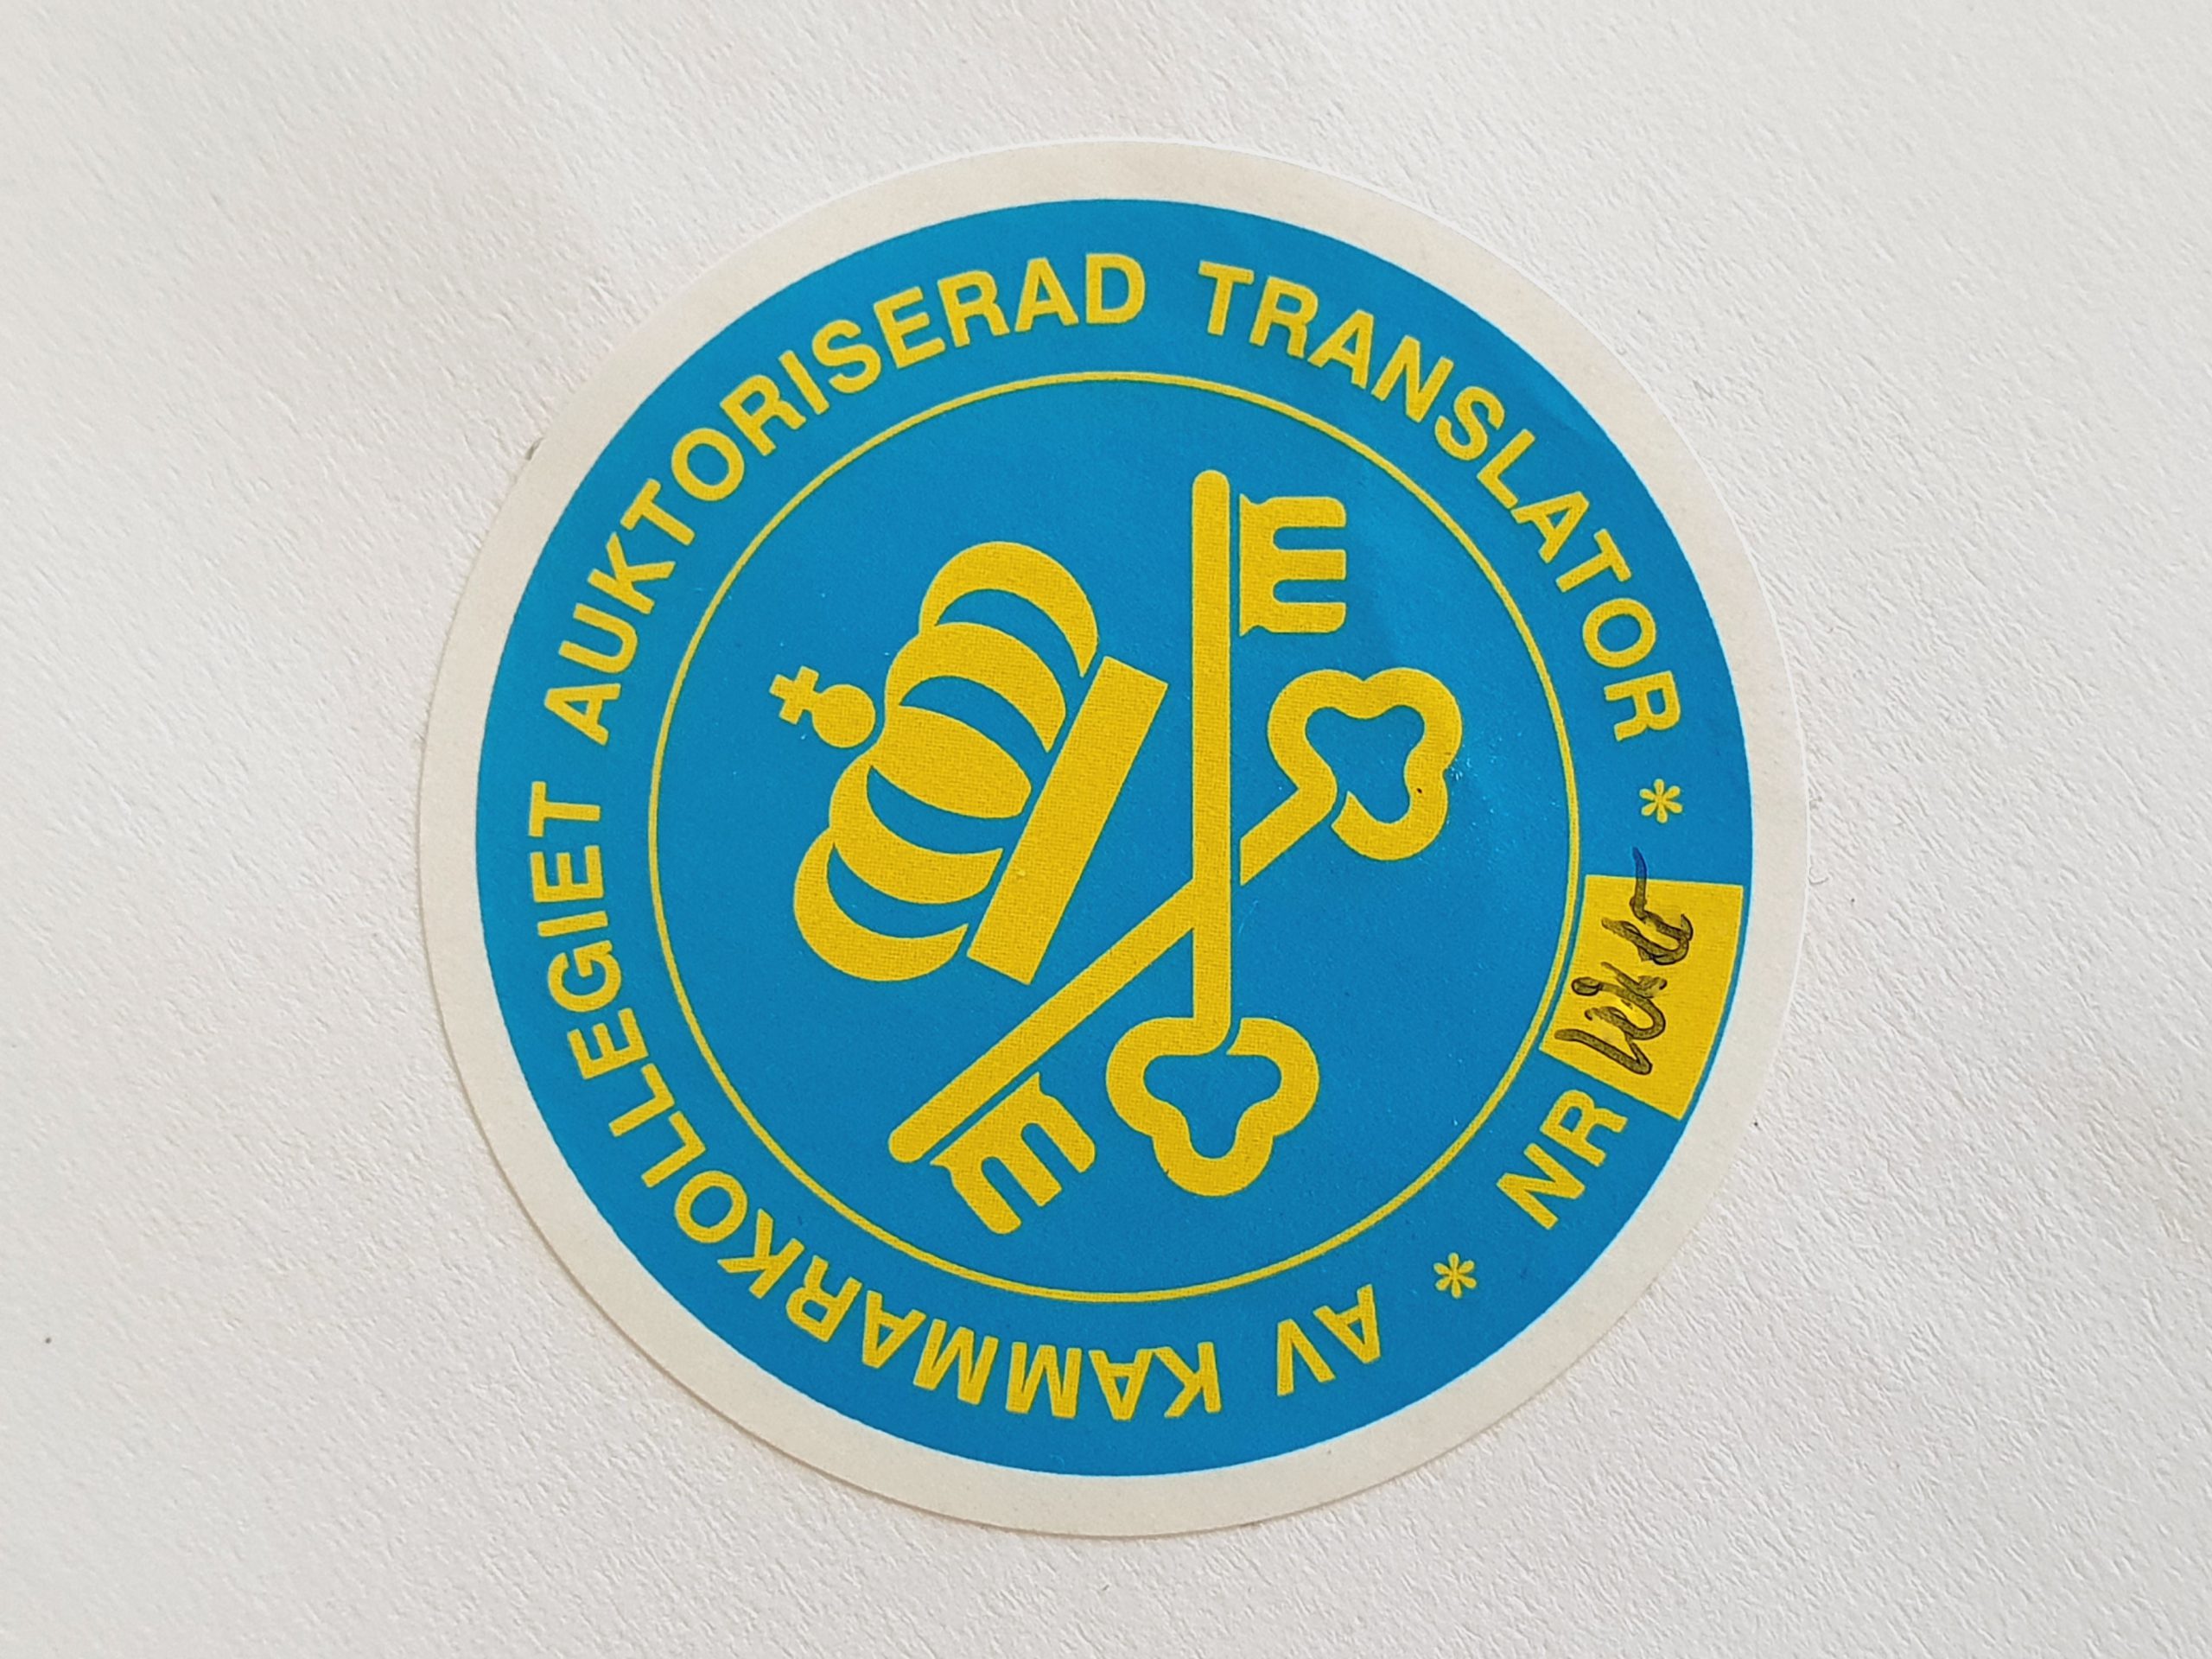 AV KAMMARKOLLEGIET AUKTORISERAD TRANSLATOR *
NR
*